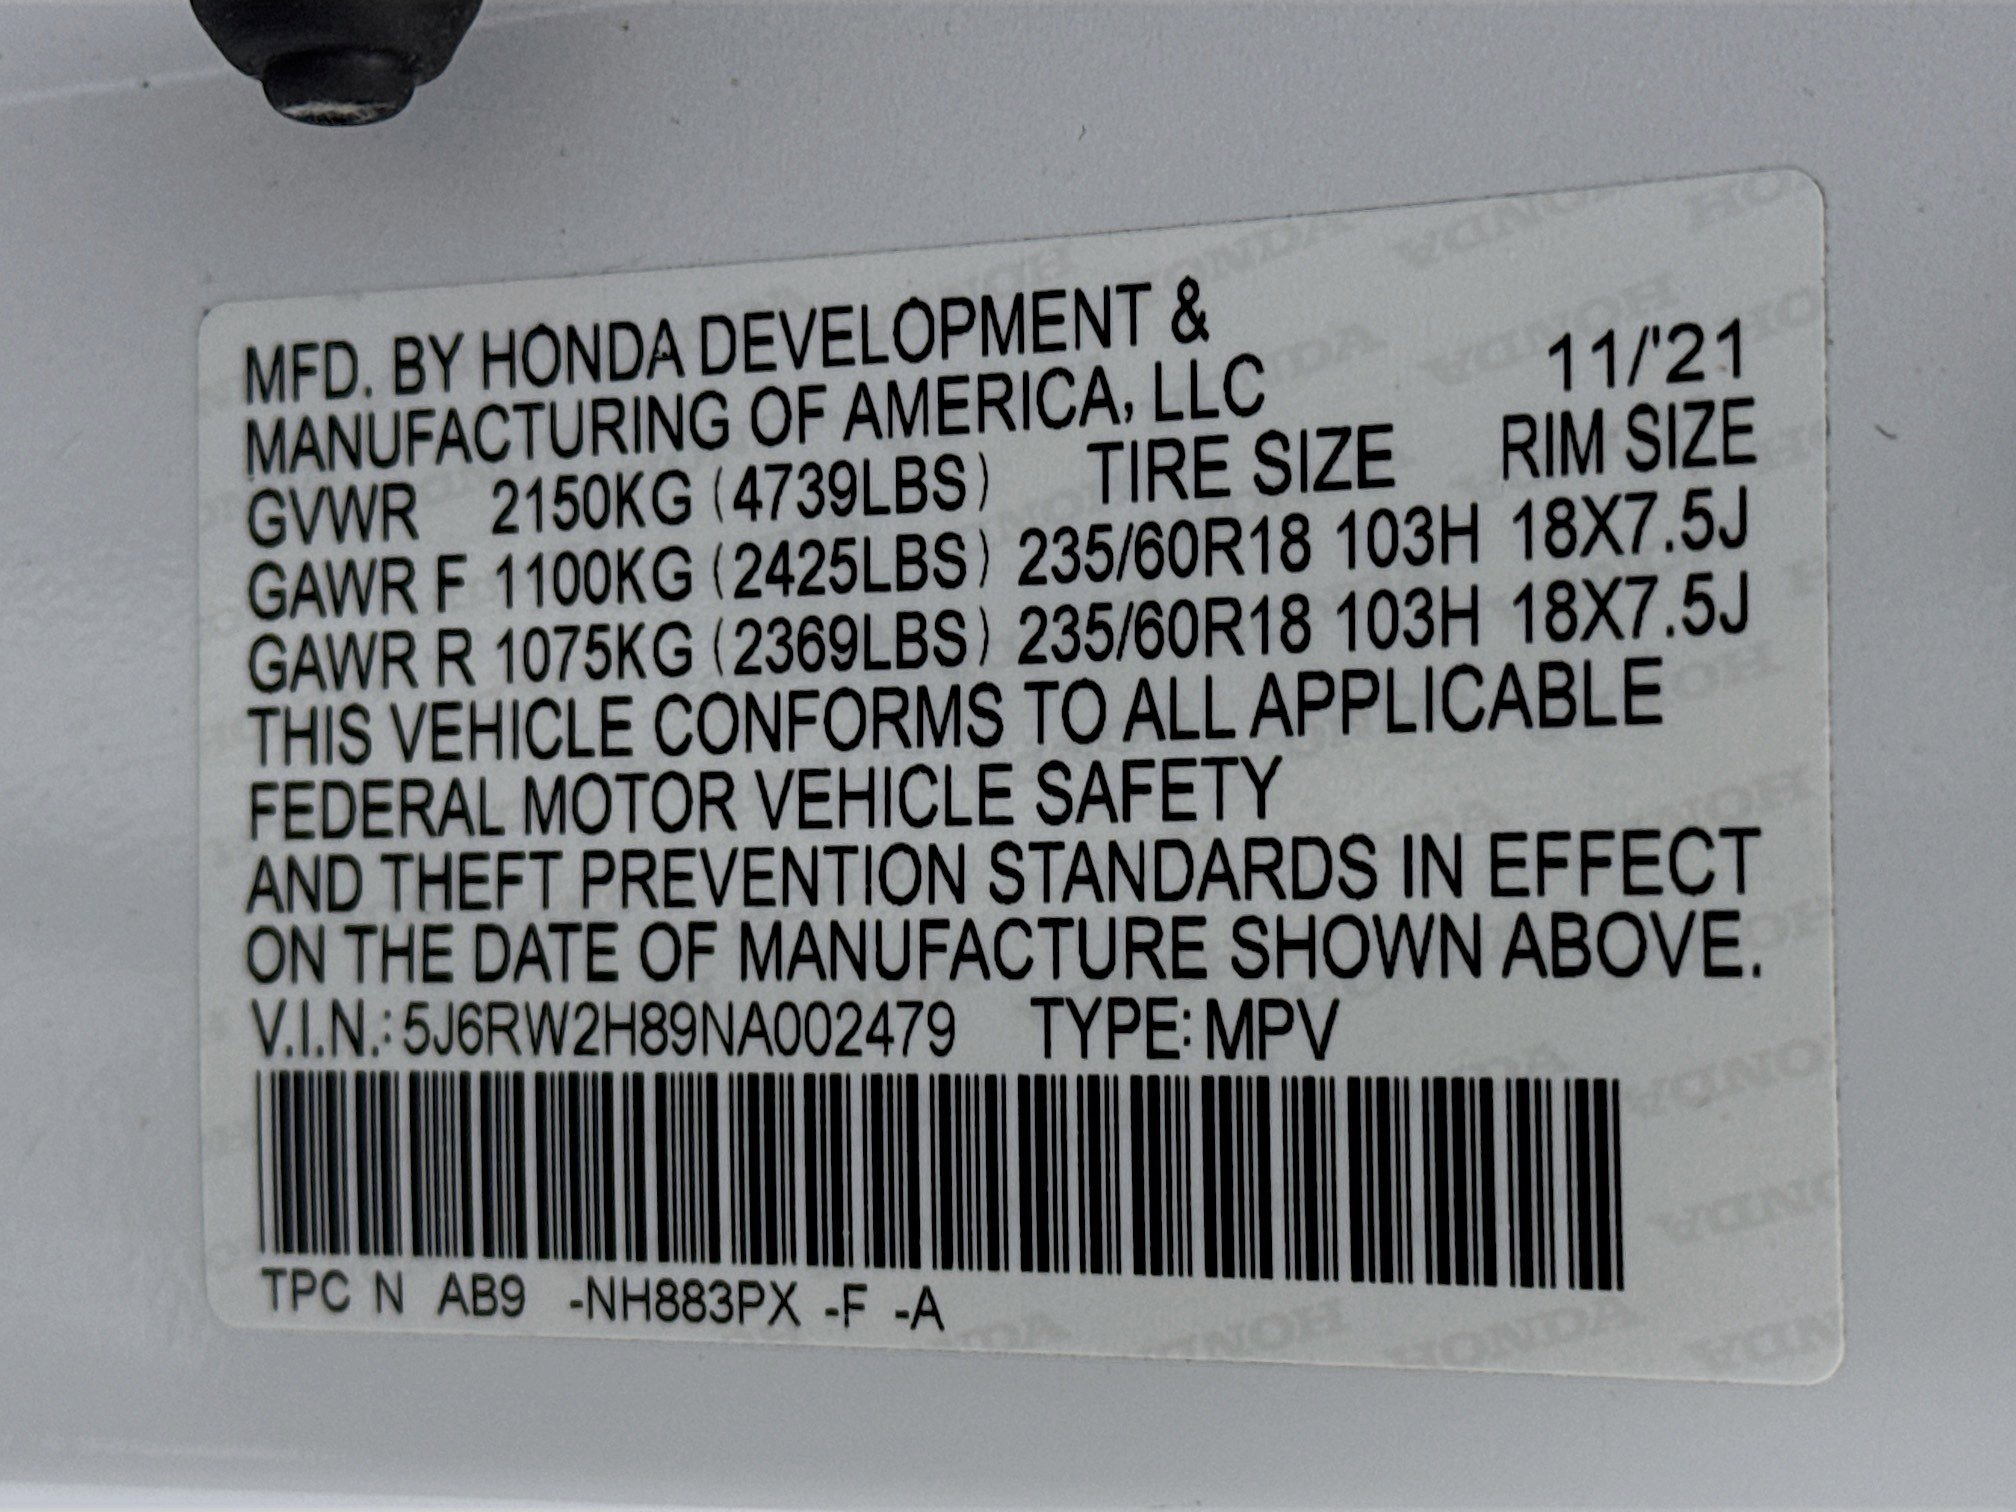 MFD. BY HONDA DEVELOPMENT &
MANUFACTURING OF AMERICA, LLC 11/'21
GVWR 2150KG (4739LBS) TIRE SIZE RIM SIZE
GAWR F 1100KG (2425LBS) 235/60R18 103H 18X7.5J
GAWR R 1075KG (2369LBS) 235/60R18 103H 18X7.5J
THIS VEHICLE CONFORMS TO ALL APPLICABLE
FEDERAL MOTOR VEHICLE SAFETY
AND THEFT PREVENTION STANDARDS IN EFFECT
ON THE DATE OF MANUFACTURE SHOWN ABOVE.
V.I.N.: 5J6RW2H89NA002479 TYPE: MPV
TPC N AB9 -NH883PX -F -A